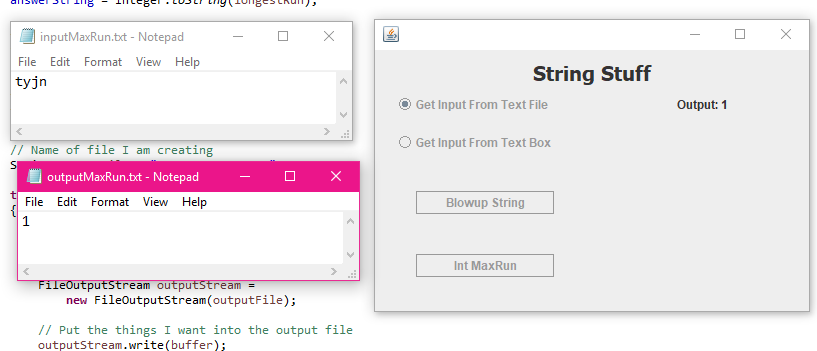 answerString = Integer.toString(longestRun);
inputMaxRun.txt - Notepad
File Edit Format View Help
tyjn
// Name of file I am creating
outputMaxRun.txt - Notepad
File Edit Format View Help
1
{
FileOutputStream outputStream =
new FileOutputStream(outputFile);
// Put the things I want into the output file
outputStream.write(buffer);
String Stuff
Get Input From Text File
Output: 1
Get Input From Text Box
Blowup String
Int MaxRun